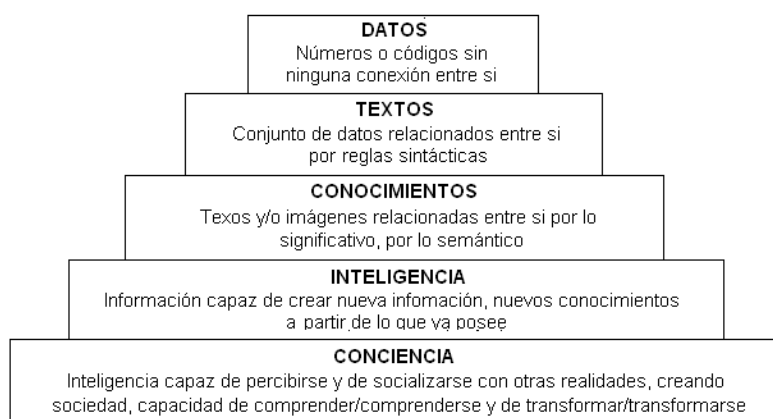 DATOS
Números o códigos sin
ninguna conexión entre si
TEXTOS
Conjunto de datos relacionados entre si
por reglas sintácticas
CONOCIMIENTOS
Texos y/o imágenes relacionadas entre si por lo
significativo, por lo semántico
INTELIGENCIA
Información capaz de crear nueva infomación, nuevos conocimientos
a partir de lo que ya posee
CONCIENCIA
Inteligencia capaz de percibirse y de socializarse con otras realidades, creando
sociedad, capacidad de comprender/comprenderse y de transformar/transformarse